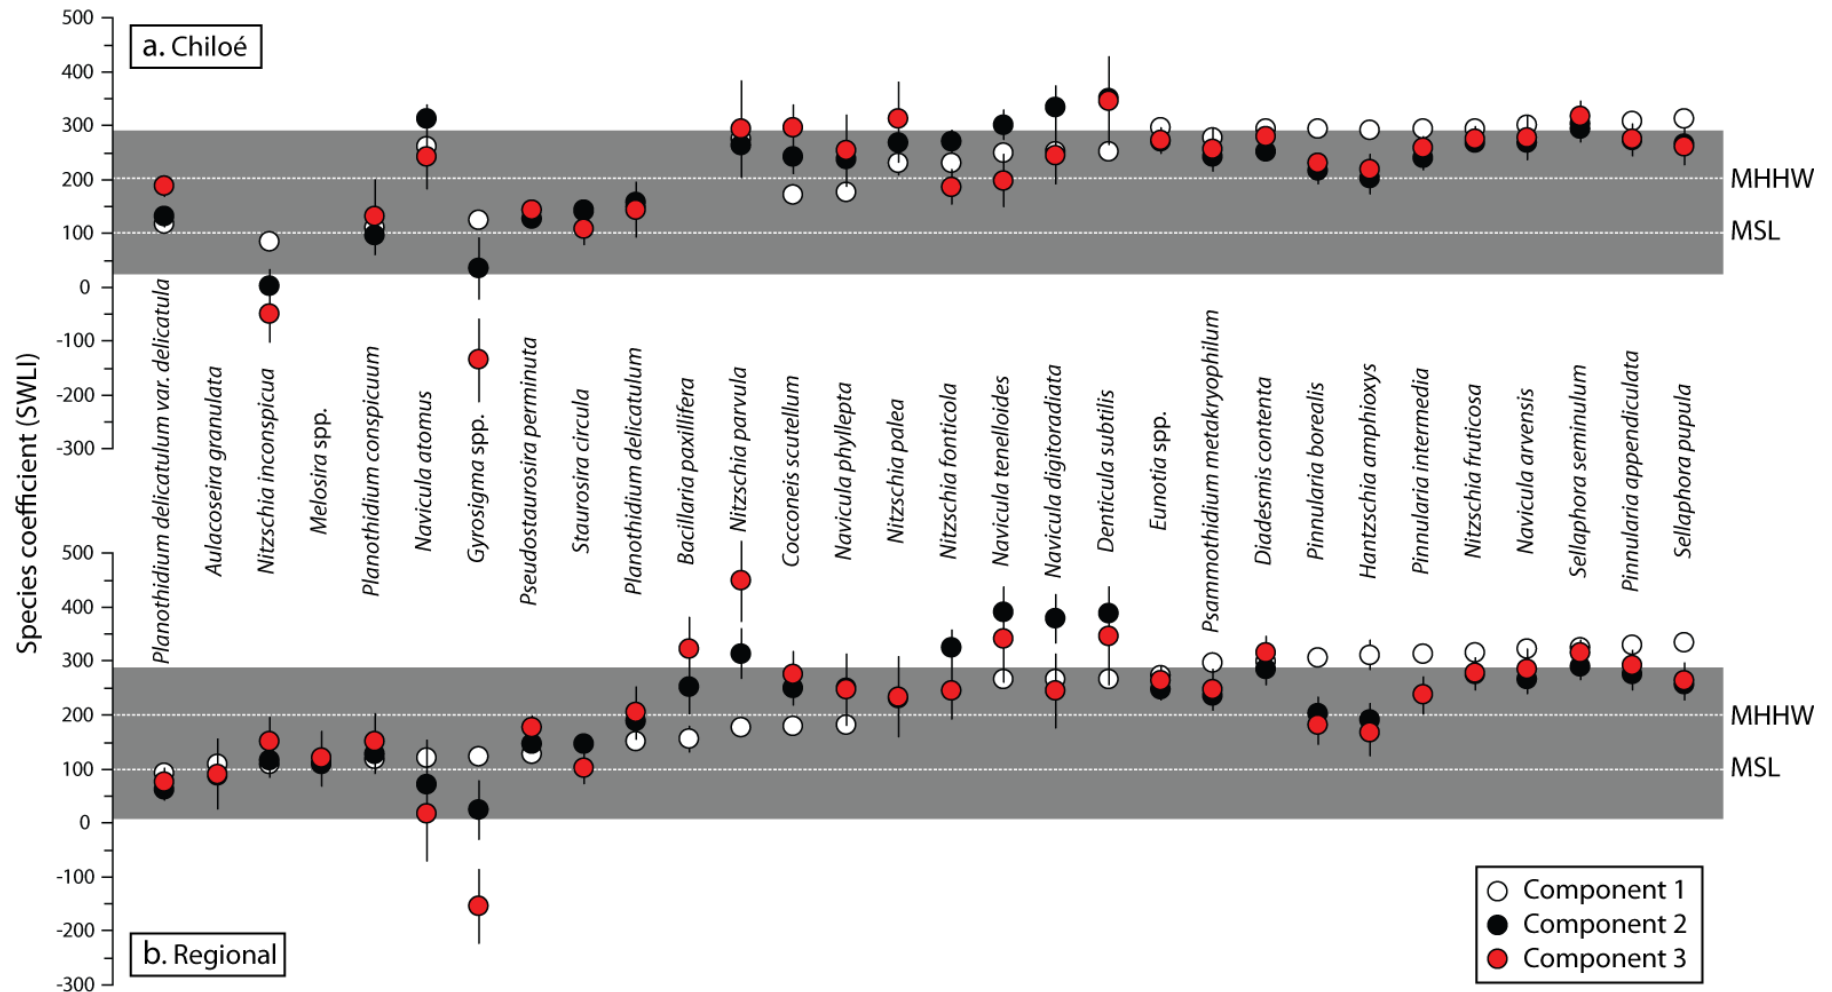 500
a. Chiloé
400
300
200
MHHW
100
MSL
0
-100
-200
-300
Species coefficient (SWLI)
Planothidium delicatulum var. delicatula
Aulacoseira granulata
Nitzschia inconspicua
Melosira spp.
Planothidium conspicuum
Navicula atomus
Gyrosigma spp.
Pseudostaurosira perminuta
Staurosira circula
Planothidium delicatulum
Bacillaria paxillifera
Nitzschia parvula
Cocconeis scutellum
Navicula phyllepta
Nitzschia palea
Nitzschia fonticola
Navicula tenelloides
Navicula digitoradiata
Denticula subtilis
Eunotia spp.
Psammothidium metakryophilum
Diadesmis contenta
Pinnularia borealis
Hantzschia amphioxys
Pinnularia intermedia
Nitzschia fruticosa
Navicula arvensis
Sellaphora seminulum
Pinnularia appendiculata
Sellaphora pupula
500
400
300
200
MHHW
100
MSL
0
-100
-200
-300
b. Regional
Component 1
Component 2
Component 3